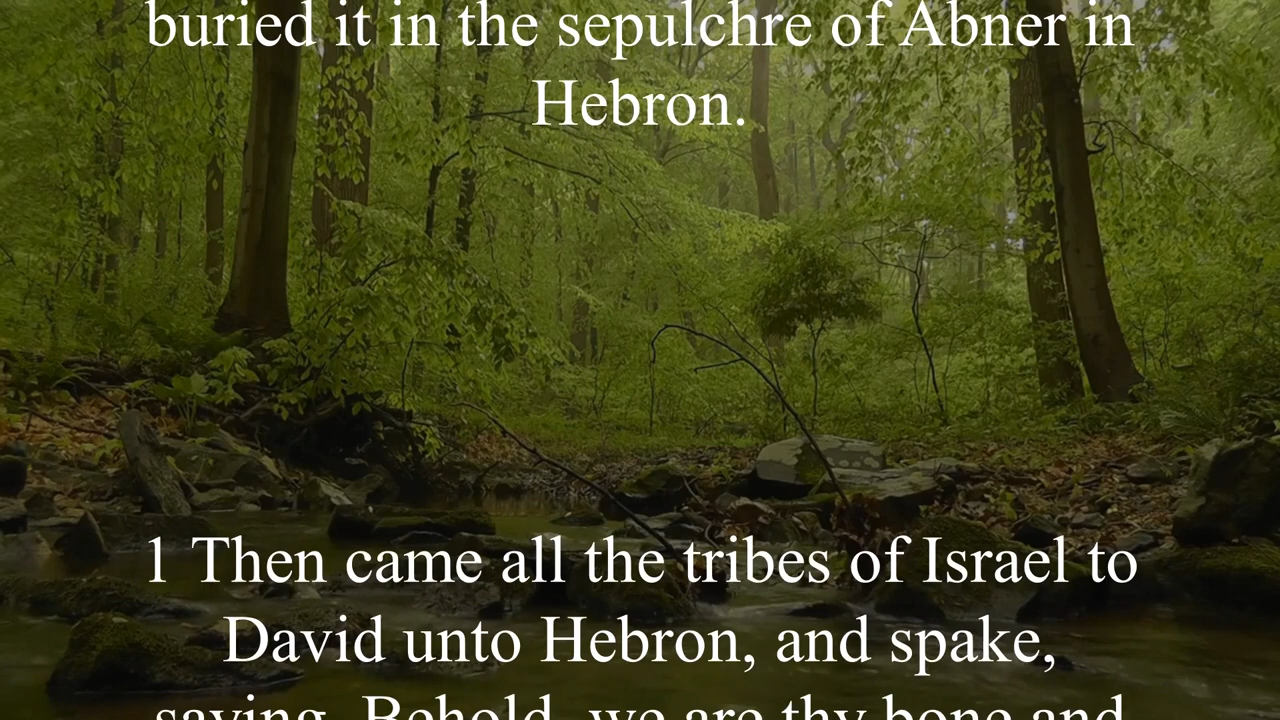 buried it in the sepulchre of Abner in
Hebron.
1 Then came all the tribes of Israel to
David unto Hebron, and spake,
saying, Behold, we are thy bone and